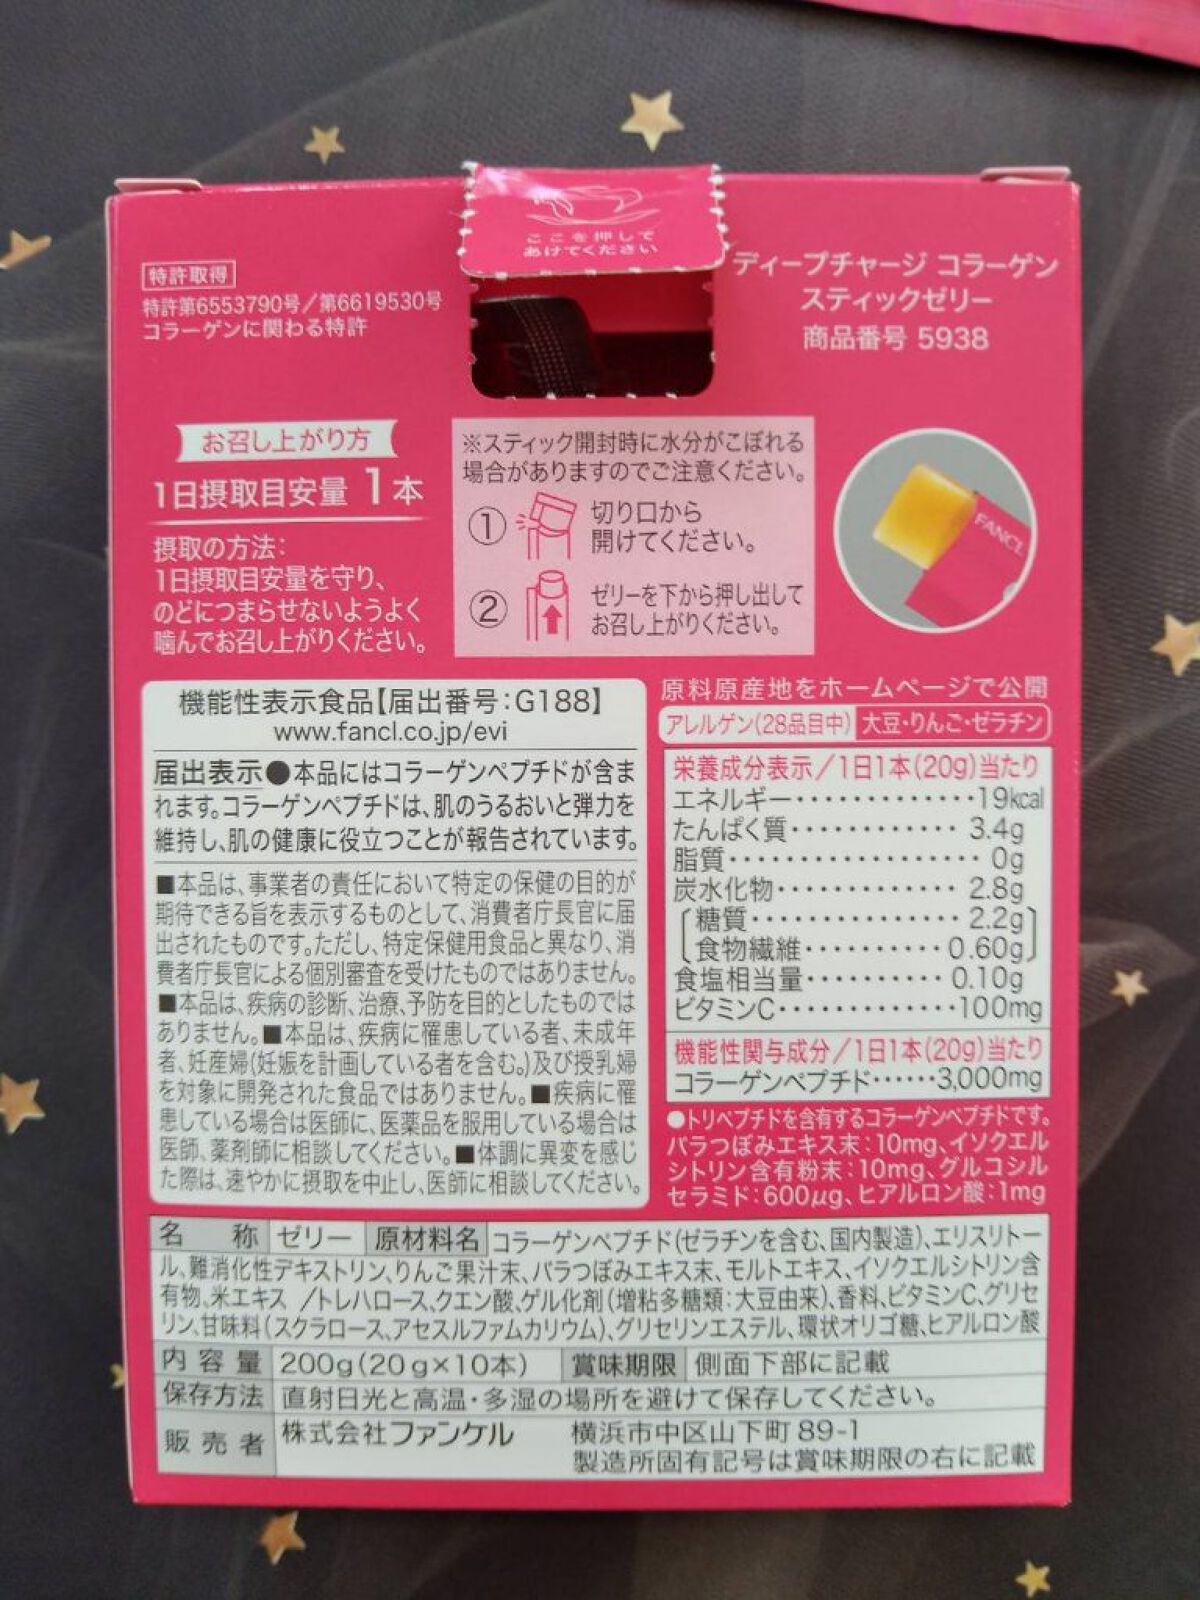 ここを押して
あけてください
特許取得
特許第6553790号/第6619530号
コラーゲンに関わる特許
ディープチャージ コラーゲン
スティックゼリー
商品番号 5938
お召し上がり方
1日摂取目安量 1本
摂取の方法:
1日摂取目安量を守り、
のどにつまらせないようよく
噛んでお召し上がりください。
※スティック開封時に水分がこぼれる
場合がありますのでご注意ください。
① 切り口から
開けてください。
② ゼリーを下から押し出して
お召し上がりください。
FANCL
機能性表示食品【届出番号:G188】
www.fancl.co.jp/evi
届出表示●本品にはコラーゲンペプチドが含ま
れます。コラーゲンペプチドは、肌のうるおいと弾力を
維持し、肌の健康に役立つことが報告されています。
■本品は、事業者の責任において特定の保健の目的が
期待できる旨を表示するものとして、消費者庁長官に届
出されたものです。ただし、特定保健用食品と異なり、消
費者庁長官による個別審査を受けたものではありません。
■本品は、疾病の診断、治療、予防を目的としたものでは
ありません。■本品は、疾病に罹患している者、未成年
者、妊産婦(妊娠を計画している者を含む。)及び授乳婦
を対象に開発された食品ではありません。■疾病に罹
患している場合は医師に、医薬品を服用している場合は
医師、薬剤師に相談してください。■体調に異変を感じ
た際は、速やかに摂取を中止し、医師に相談してください。
原料原産地をホームページで公開
アレルゲン(28品目中) 大豆・りんご・ゼラチン
栄養成分表示/1日1本(20g)当たり
エネルギー・・・・・・・・・・・・・19kcal
たんぱく質・・・・・・・・・・・・ 3.4g
脂質・・・・・・・・・・・・・・・・・・ 0g
炭水化物・・・・・・・・・・・・・ 2.8g
糖質・・・・・・・・・・・・・・・ 2.2g
食物繊維・・・・・・・・・・0.60g
食塩相当量・・・・・・・・・・ 0.10g
ビタミンC・・・・・・・・・・・・・100mg
機能性関与成分/1日1本(20g)当たり
コラーゲンペプチド・・・・・・3,000mg
●トリペプチドを含有するコラーゲンペプチドです。
バラつぼみエキス末:10mg、イソクエル
シトリン含有粉末:10mg、グルコシル
セラミド:600μg、ヒアルロン酸:1mg
名称 ゼリー 原材料名 コラーゲンペプチド(ゼラチンを含む、国内製造)、エリスリトー
ル、難消化性デキストリン、りんご果汁末、バラつぼみエキス末、モルトエキス、イソクエルシトリン含
有物、米エキス /トレハロース、クエン酸、ゲル化剤(増粘多糖類:大豆由来)、香料、ビタミンC、グリセ
リン、甘味料(スクラロース、アセスルファムカリウム)、グリセリンエステル、環状オリゴ糖、ヒアルロン酸
内容量 200g(20g×10本) 賞味期限 側面下部に記載
保存方法 直射日光と高温・多湿の場所を避けて保存してください。
販売者 株式会社ファンケル 横浜市中区山下町89-1
製造所固有記号は賞味期限の右に記載